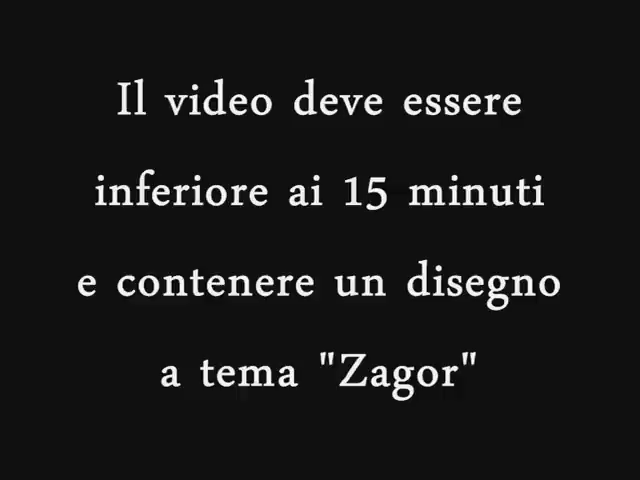 Il video deve essere
inferiore ai 15 minuti
e contenere un disegno
a tema "Zagor"